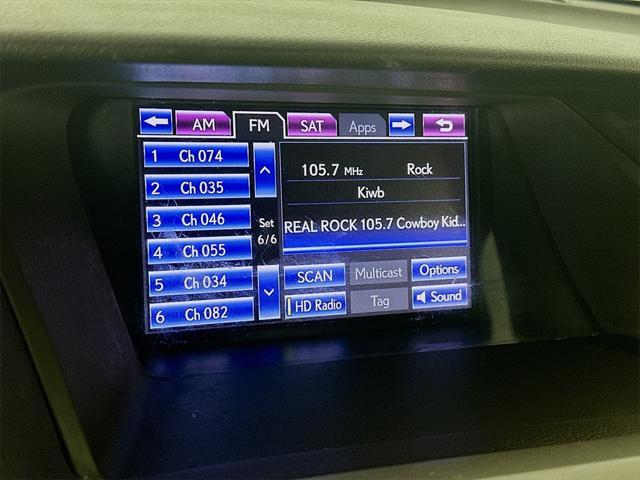 AM FM SAT Apps
1 Ch 074
2 Ch 035
3 Ch 046
4 Ch 055
5 Ch 034
6 Ch 082
Set
6/6
105.7 MHz Rock
Kiwb
REAL ROCK 105.7 Cowboy Kid...
SCAN Multicast Options
HD Radio Tag Sound